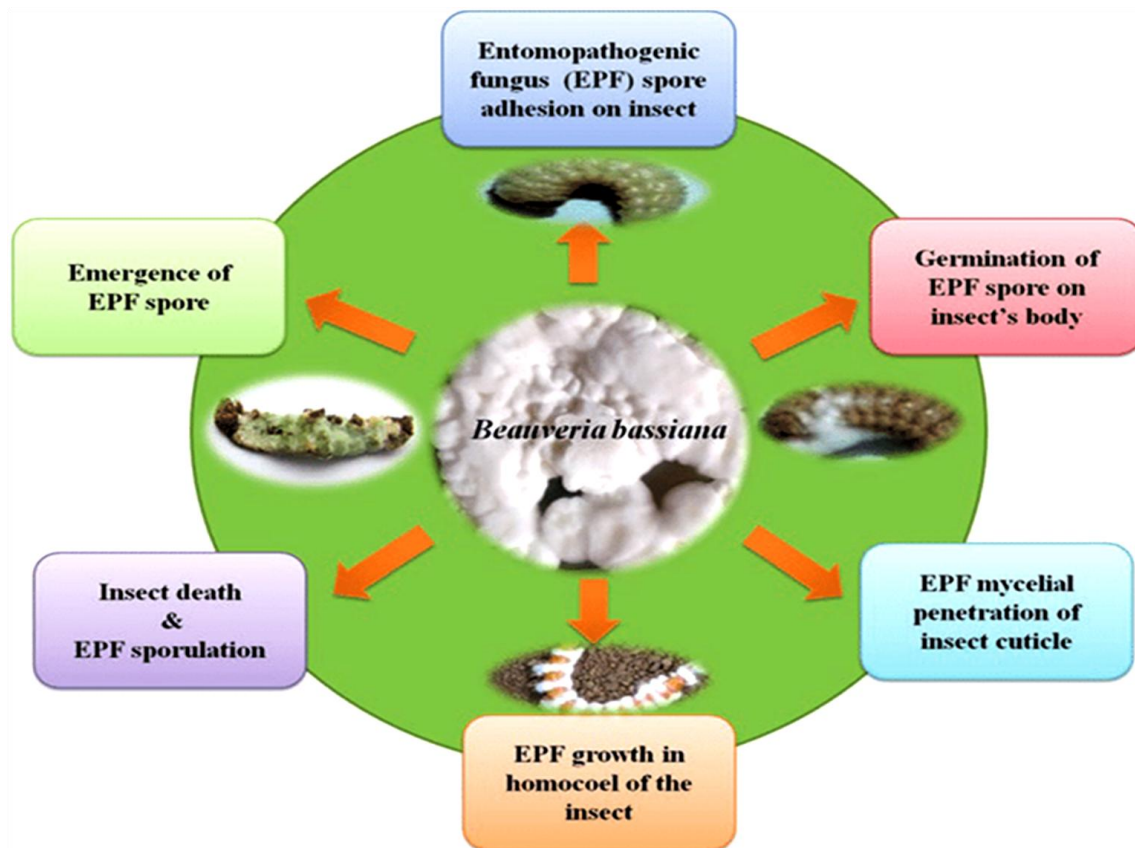 Entomopathogenic
fungus (EPF) spore
adhesion on insect
Emergence of
EPF spore
Germination of
EPF spore on
insect's body
Beauveria bassiana
Insect death
&
EPF sporulation
EPF mycelial
penetration of
insect cuticle
EPF growth in
homocoel of the
insect